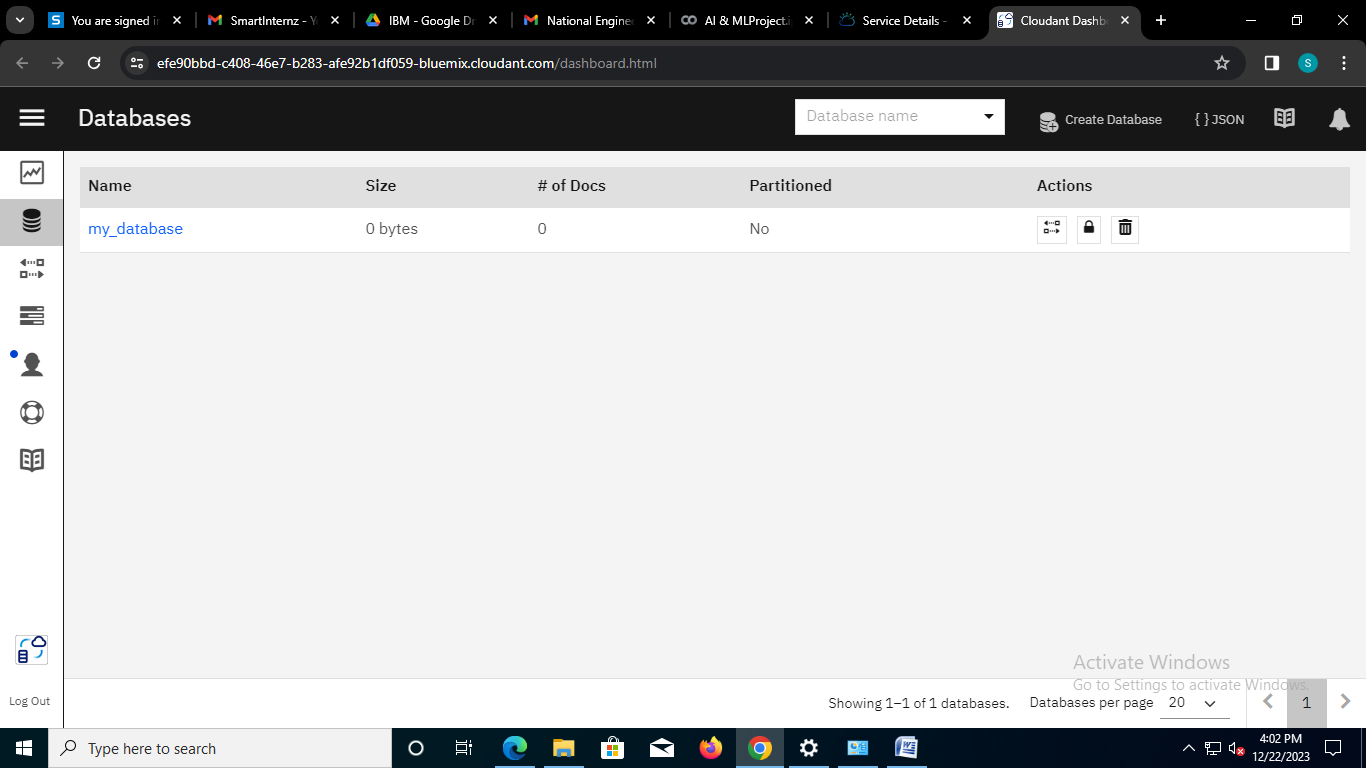 You are signed i
SmartInternz - Y
IBM - Google Dr
National Engine
AI & MLProject.i
Service Details -
Cloudant Dashb
efe90bbd-c408-46e7-b283-afe92b1df059-bluemix.cloudant.com/dashboard.html
S
Databases
Database name
Create Database
{ } JSON
Name Size # of Docs Partitioned Actions
my_database 0 bytes 0 No
Activate Windows
Go to Settings to activate Windows.
Log Out
Showing 1–1 of 1 databases.
Databases per page 20
1
Type here to search
4:02 PM
12/22/2023